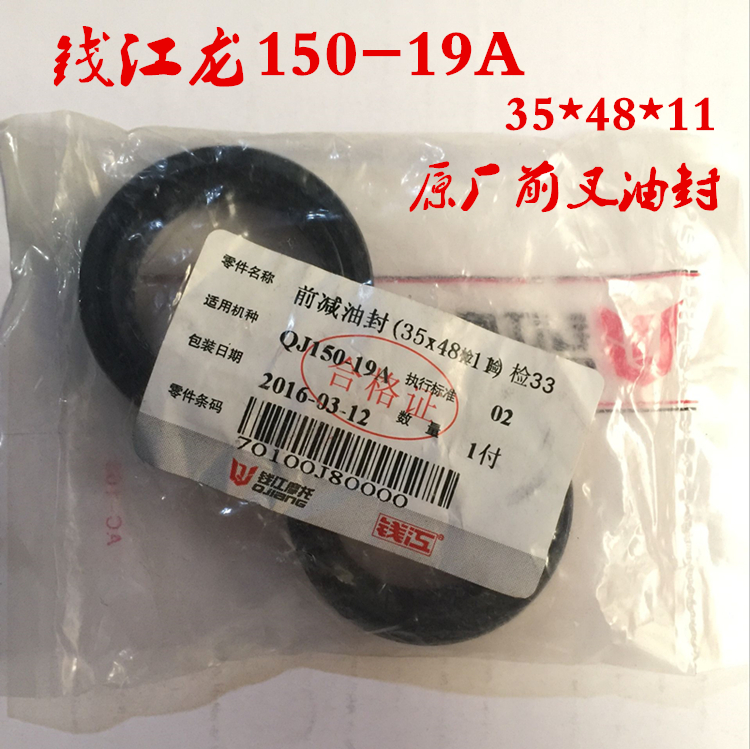 钱江龙150-19A
35*48*11
原厂前叉油封
零件名称 前减油封(35x48 检33
适用机种 QJ150-19A 执行标准 02
包装日期 2016-03-12 数量 1付
零件条码
合格证
70100J80000
钱江摩托
QJIANG
钱江®